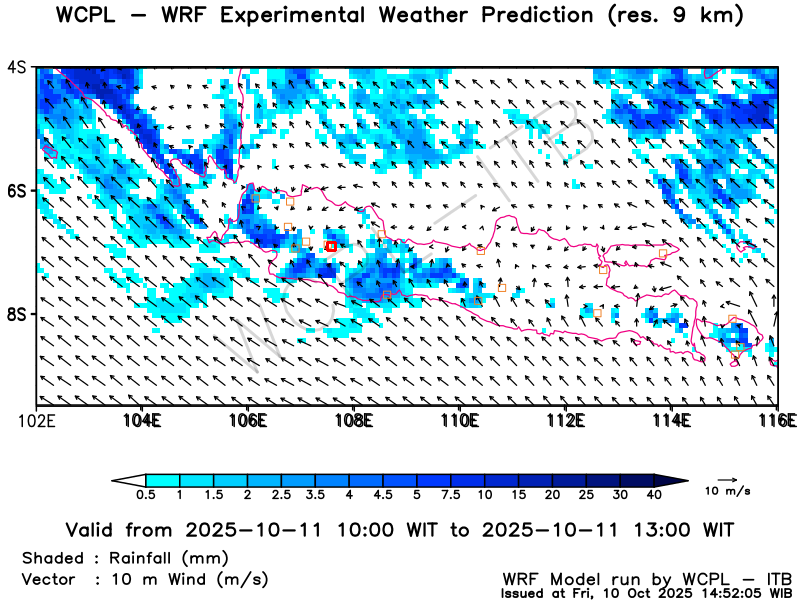 WCPL – WRF Experimental Weather Prediction (res. 9 km)
4S
6S
8S
WCPL-ITB
102E 104E 106E 108E 110E 112E 114E 116E
0.5 1 1.5 2 2.5 3.5 4 4.5 5 7.5 10 15 20 25 30 40
10 m/s
Valid from 2025-10-11 10:00 WIT to 2025-10-11 13:00 WIT
Shaded : Rainfall (mm)
Vector : 10 m Wind (m/s)
WRF Model run by WCPL – ITB
Issued at Fri, 10 Oct 2025 14:52:05 WIB